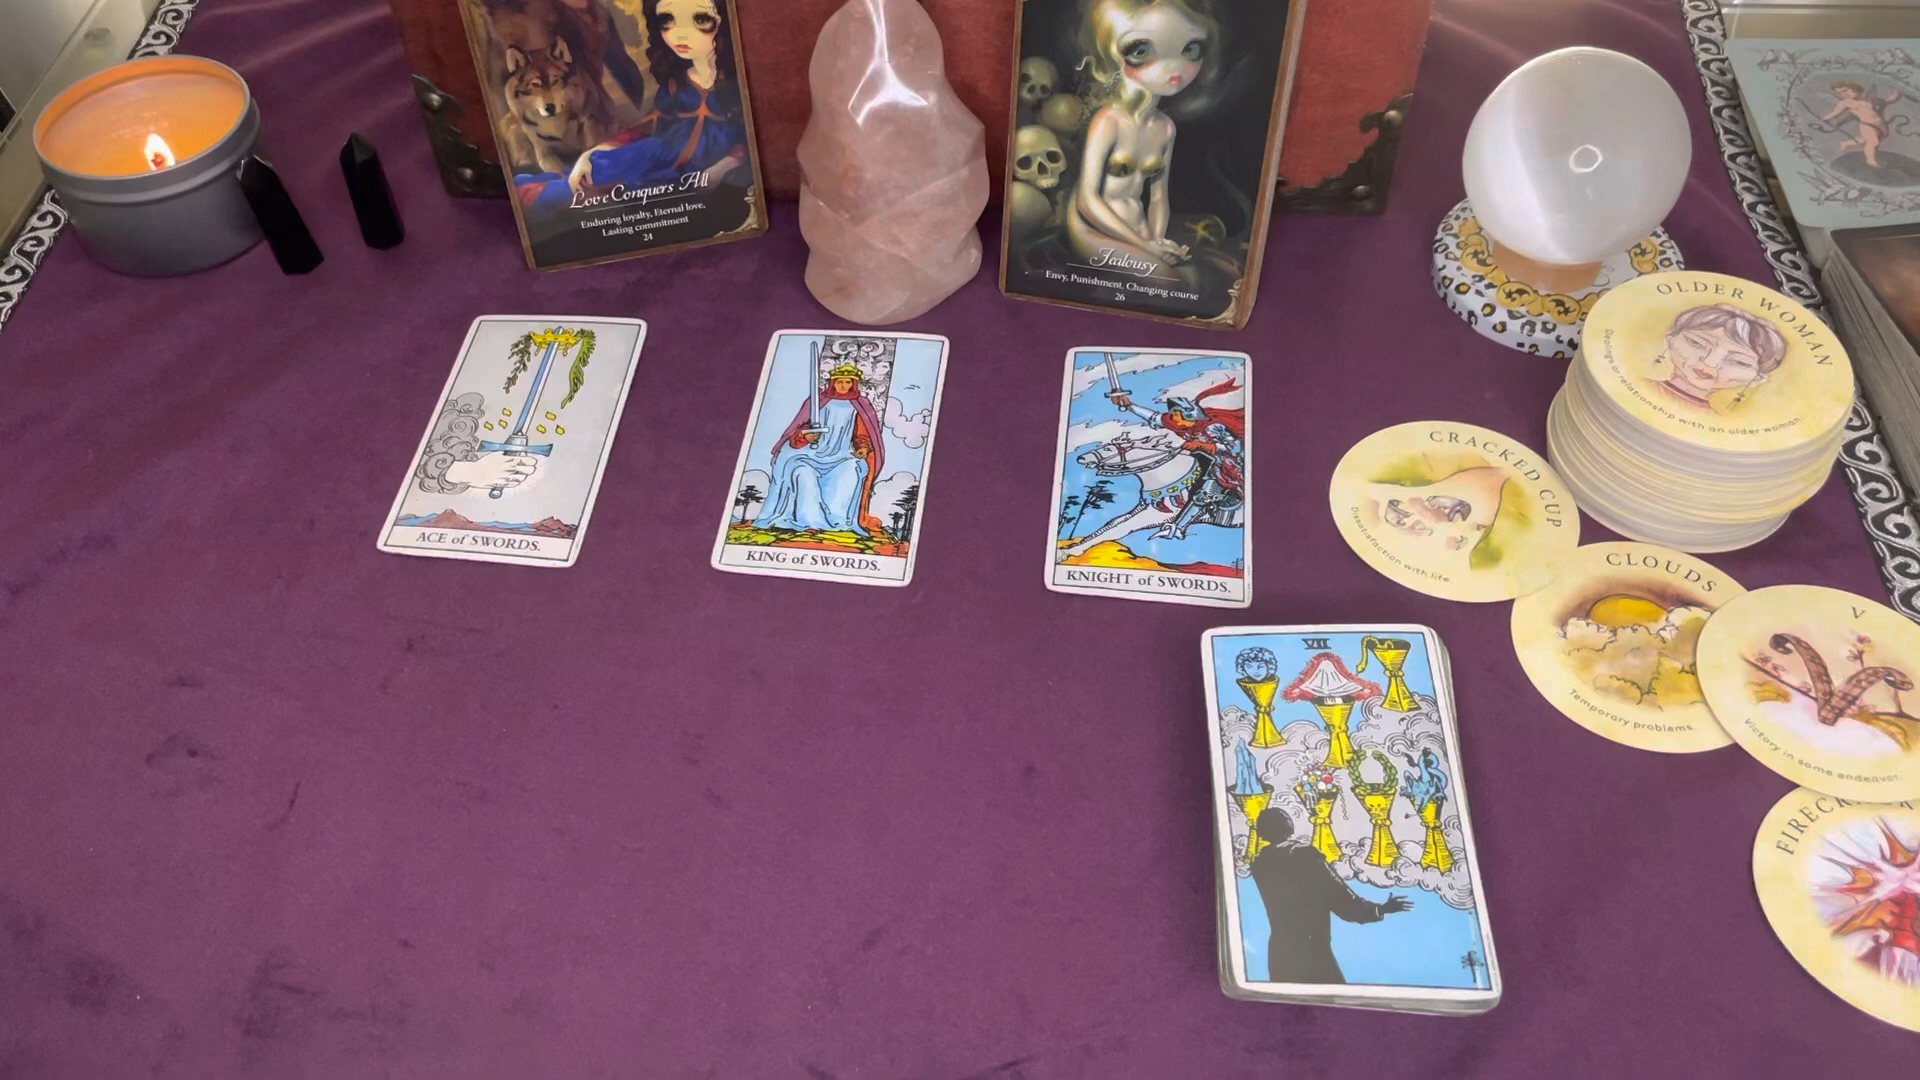 Love Conquers All
Enduring loyalty, Eternal love,
Lasting commitment
24
Jealousy
Envy, Punishment, Changing course
26
ACE of SWORDS.
KING of SWORDS.
KNIGHT of SWORDS.
OLDER WOMAN
Dealings or relationship with an older woman.
CRACKED CUP
Dissatisfaction with life.
CLOUDS
Temporary problems.
V
Victory in some endeavor.
VII